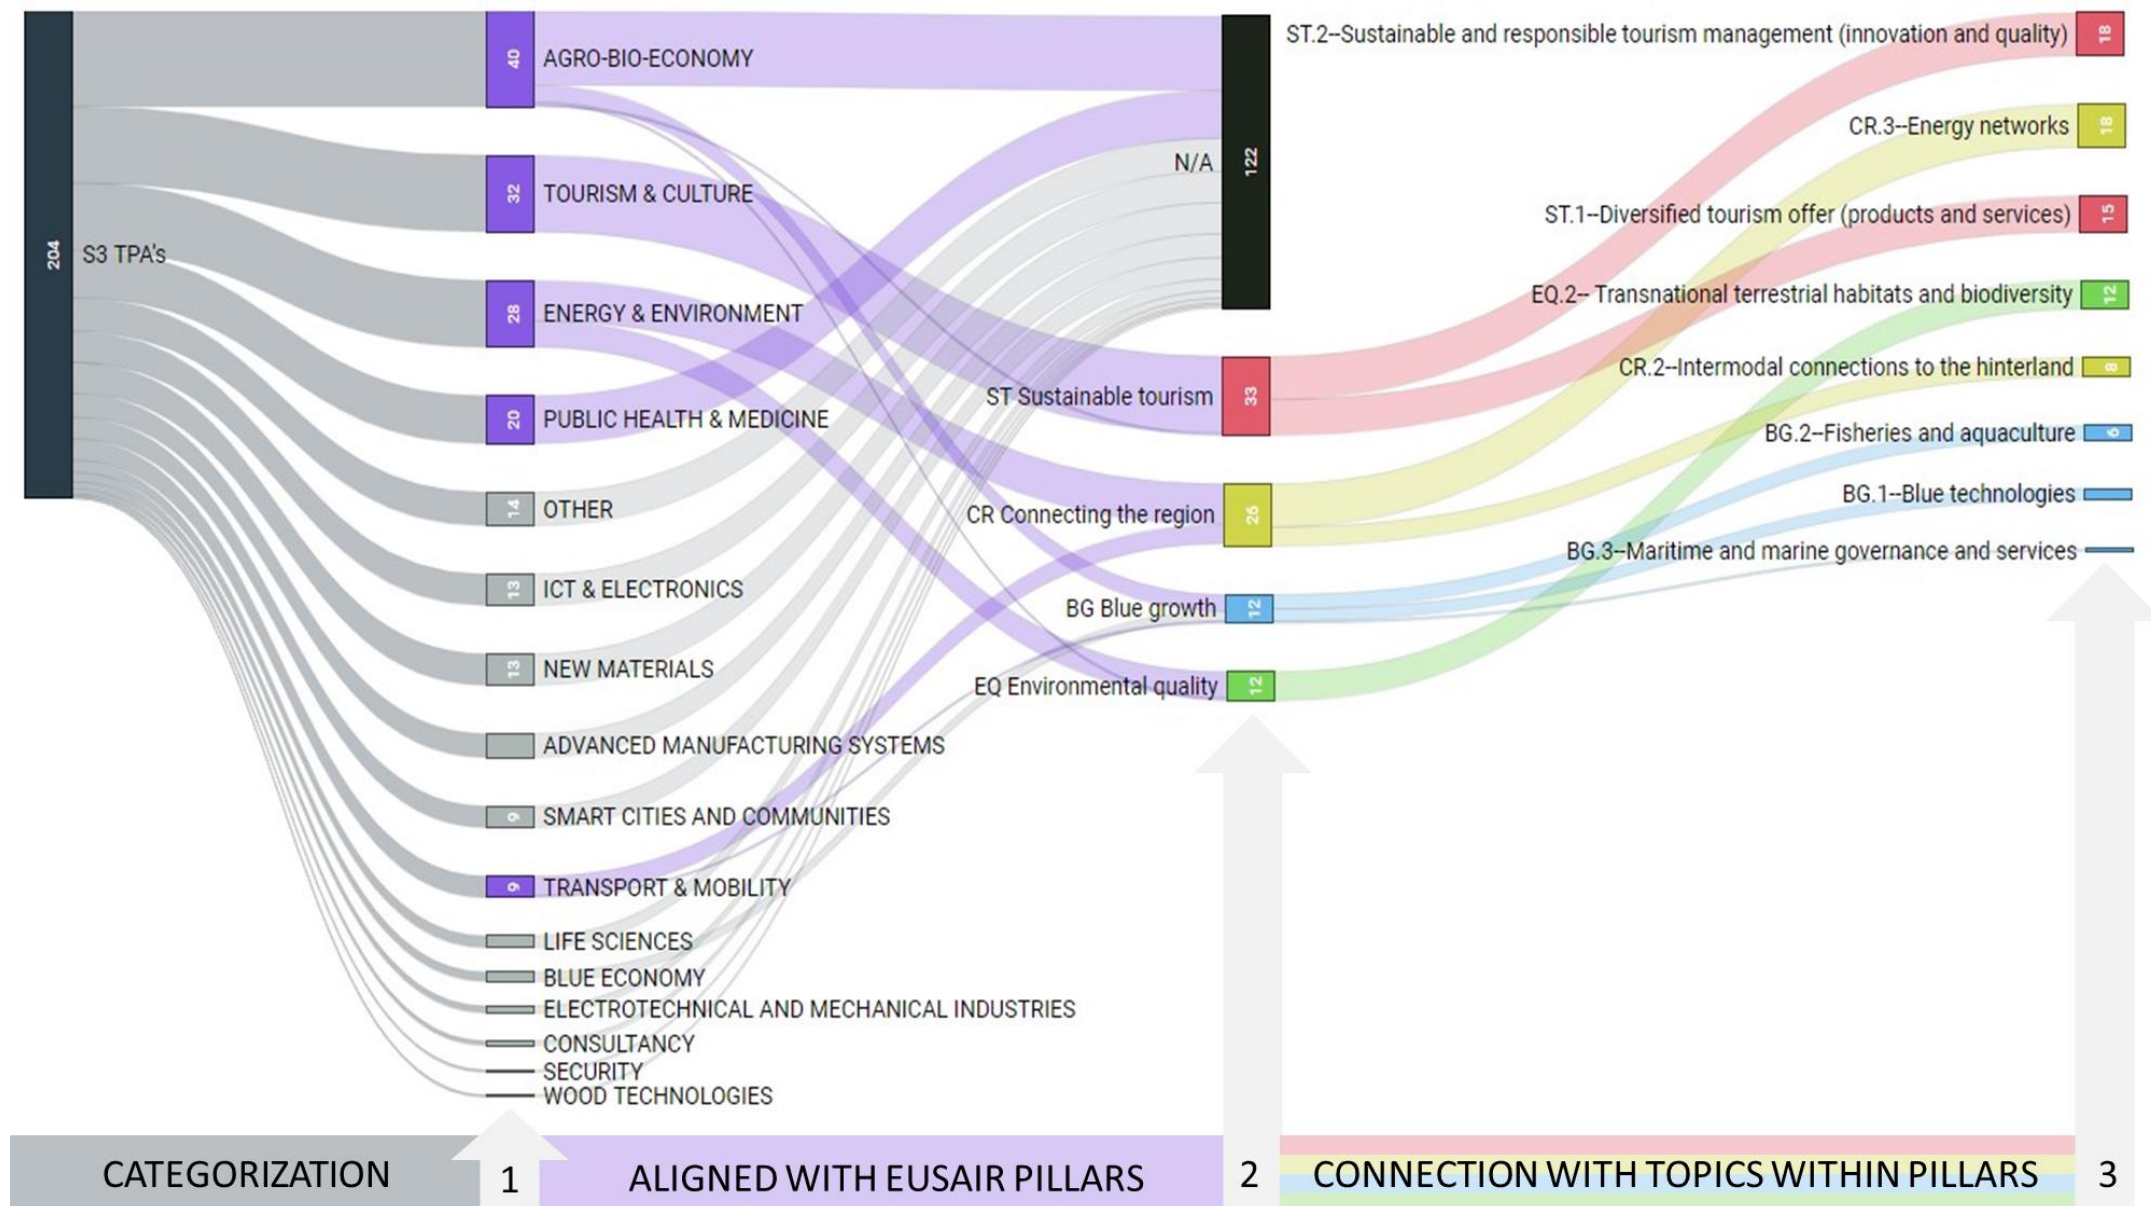 204
S3 TPA's
40
AGRO-BIO-ECONOMY
32
TOURISM & CULTURE
28
ENERGY & ENVIRONMENT
20
PUBLIC HEALTH & MEDICINE
14
OTHER
13
ICT & ELECTRONICS
13
NEW MATERIALS
ADVANCED MANUFACTURING SYSTEMS
9
SMART CITIES AND COMMUNITIES
9
TRANSPORT & MOBILITY
LIFE SCIENCES
BLUE ECONOMY
ELECTROTECHNICAL AND MECHANICAL INDUSTRIES
CONSULTANCY
SECURITY
WOOD TECHNOLOGIES
N/A
122
ST Sustainable tourism
33
CR Connecting the region
26
BG Blue growth
12
EQ Environmental quality
12
ST.2--Sustainable and responsible tourism management (innovation and quality)
18
CR.3--Energy networks
18
ST.1--Diversified tourism offer (products and services)
15
EQ.2-- Transnational terrestrial habitats and biodiversity
12
CR.2--Intermodal connections to the hinterland
8
BG.2--Fisheries and aquaculture
6
BG.1--Blue technologies
BG.3--Maritime and marine governance and services
CATEGORIZATION
1
ALIGNED WITH EUSAIR PILLARS
2
CONNECTION WITH TOPICS WITHIN PILLARS
3